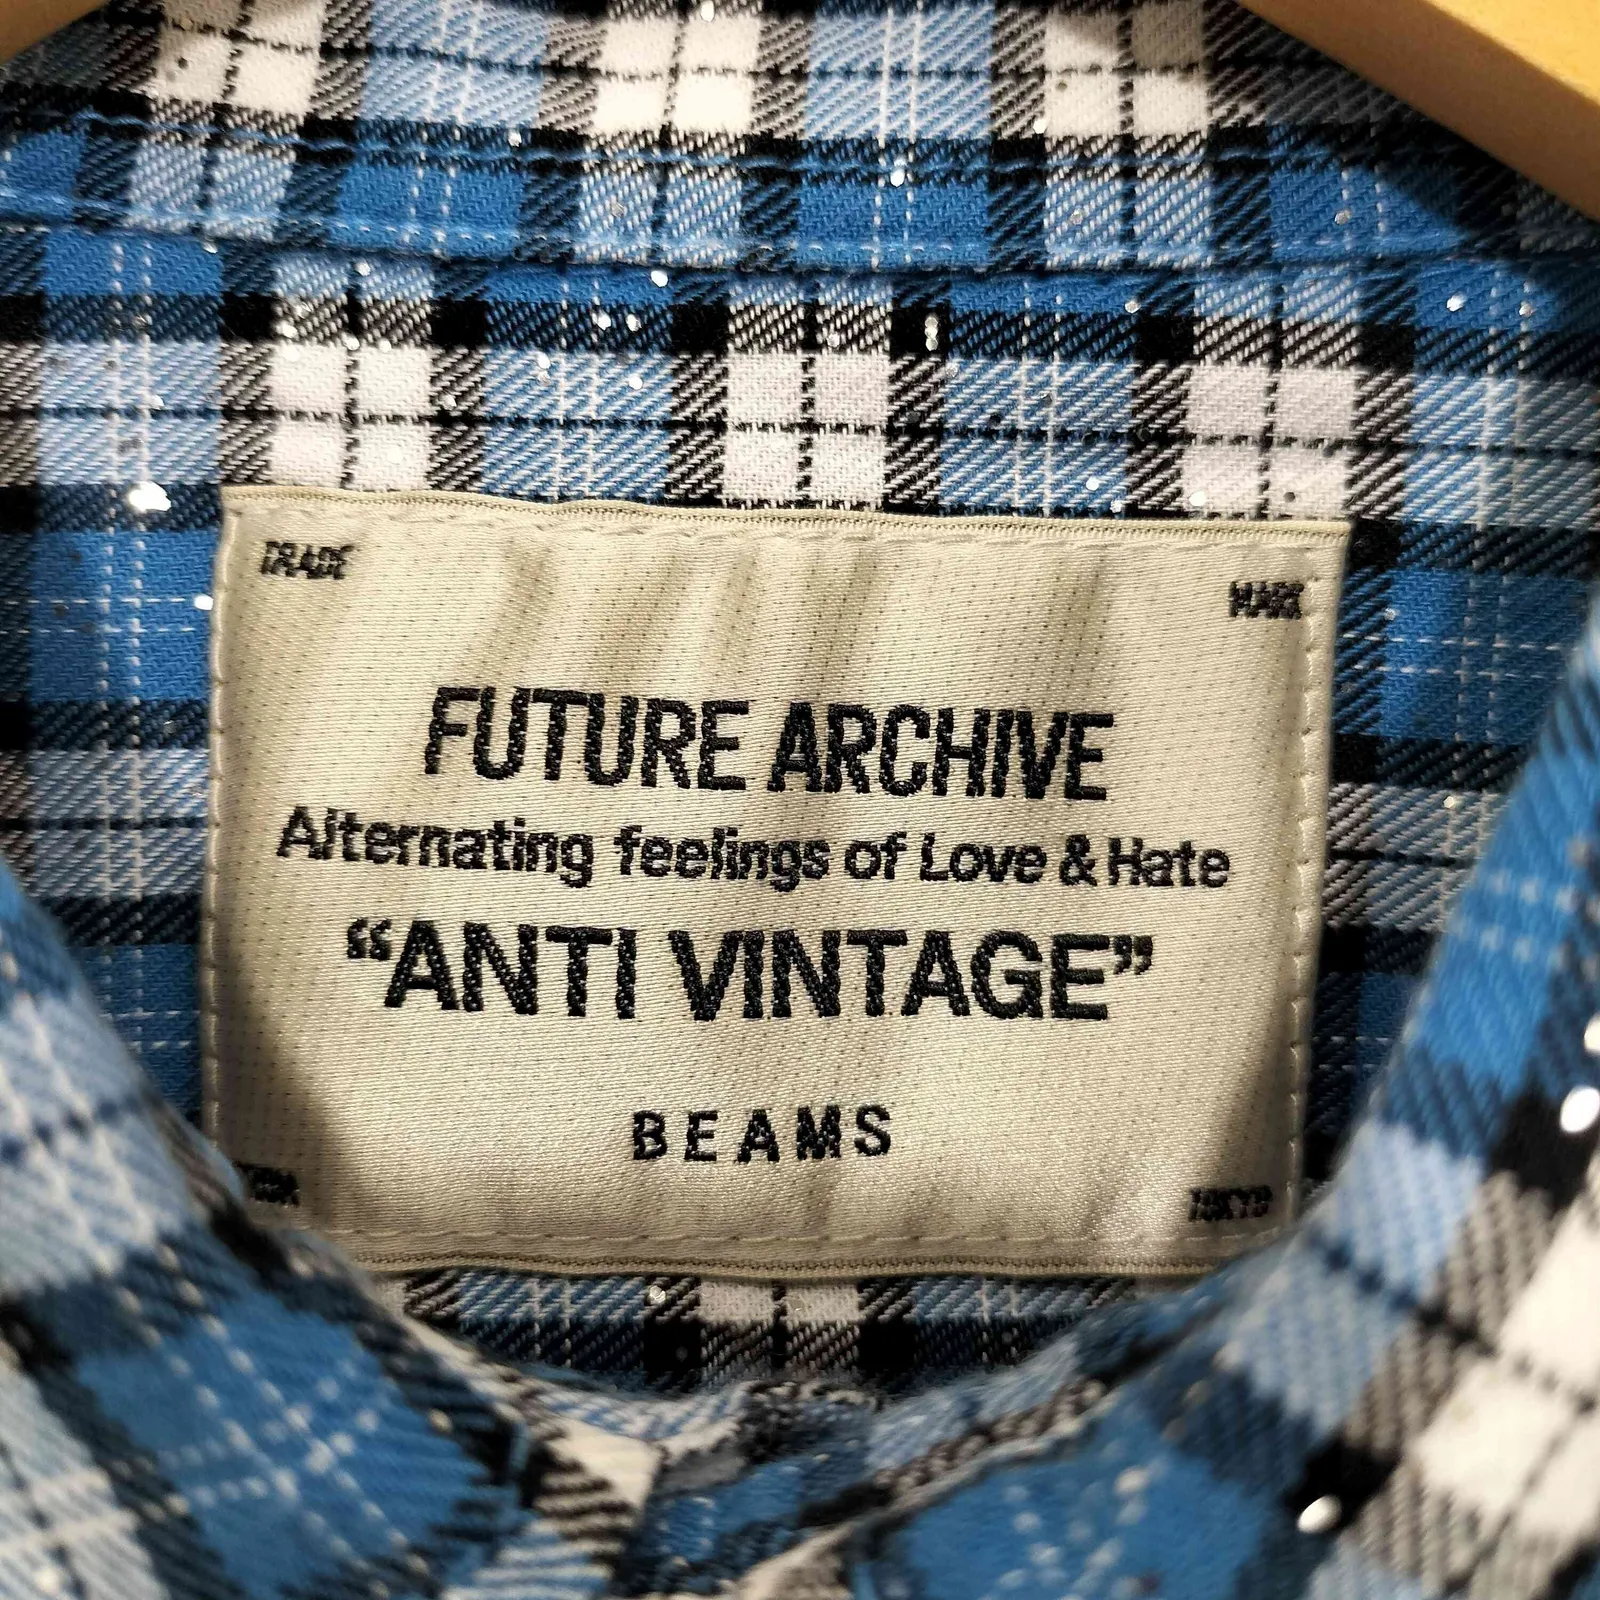 TRADE MARK
FUTURE ARCHIVE
Alternating feelings of Love & Hate
“ANTI VINTAGE”
BEAMS
TOKYO